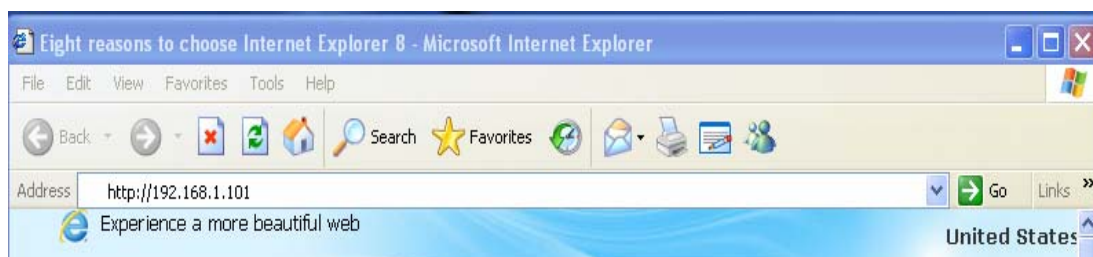 Eight reasons to choose Internet Explorer 8 - Microsoft Internet Explorer
File Edit View Favorites Tools Help
Back Search Favorites
Address http://192.168.1.101 Go Links »
Experience a more beautiful web
United States